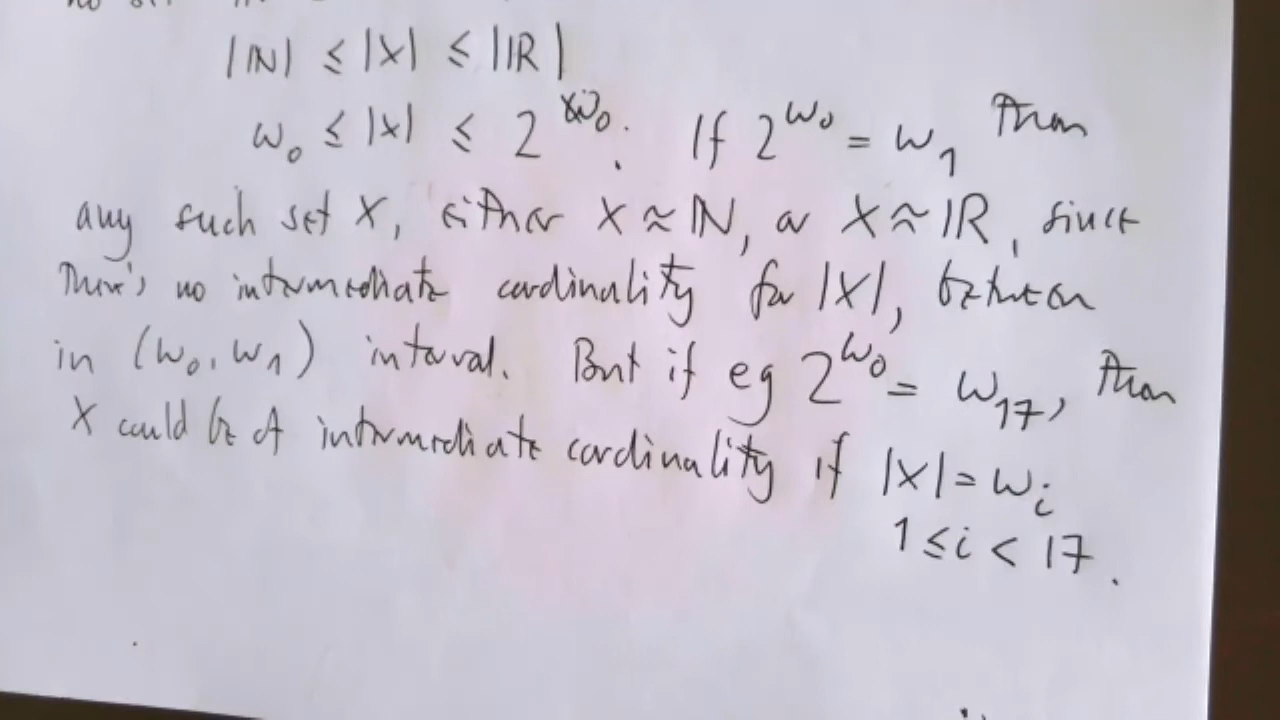 |ℕ| ≤ |X| ≤ |ℝ|
ω₀ ≤ |X| ≤ 2^ω₀. If 2^ω₀ = ω₁ then
any such set X, either X ≈ ℕ, or X ≈ ℝ, since
there's no intermediate cardinality for |X|, between
in (ω₀, ω₁) interval. But if eg 2^ω₀ = ω₁₇, then
X could be of intermediate cardinality if |X| = ωᵢ
1 ≤ i < 17.